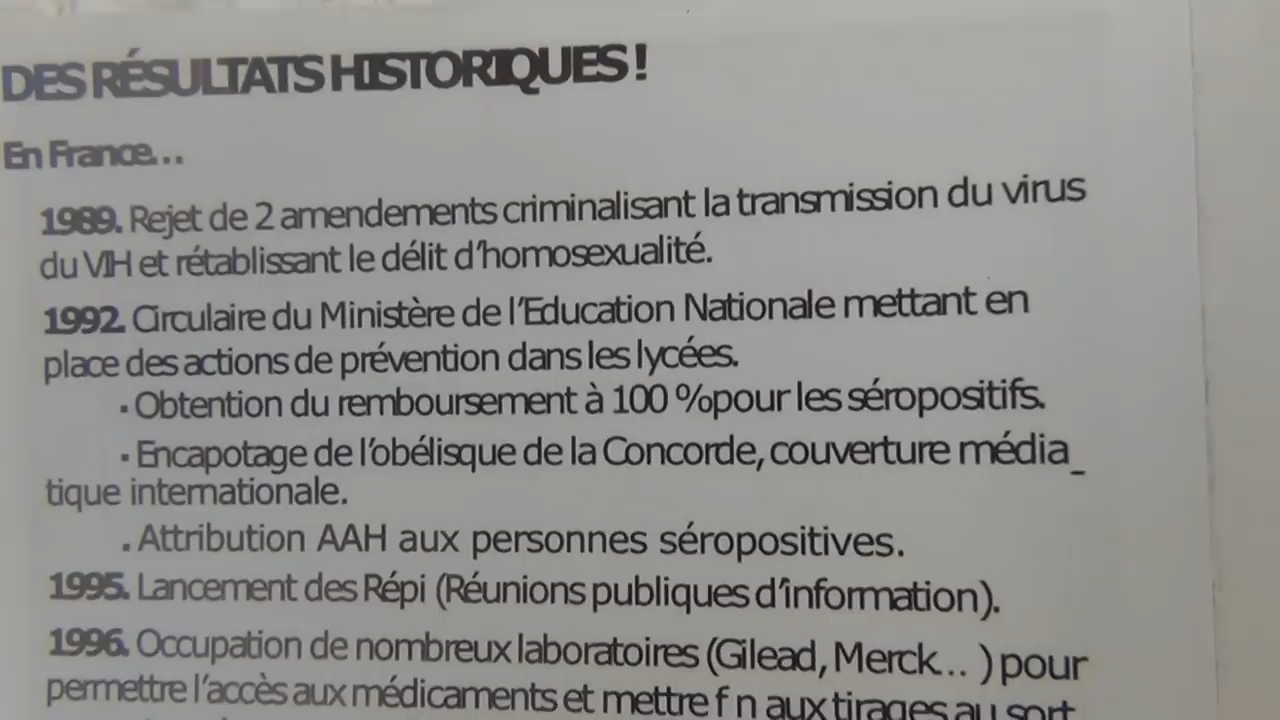 DES RÉSULTATS HISTORIQUES !
En France...
1989. Rejet de 2 amendements criminalisant la transmission du virus
du VIH et rétablissant le délit d'homosexualité.
1992. Circulaire du Ministère de l'Education Nationale mettant en
place des actions de prévention dans les lycées.
· Obtention du remboursement à 100 %pour les séropositifs.
· Encapotage de l'obélisque de la Concorde, couverture média_
tique internationale.
. Attribution AAH aux personnes séropositives.
1995. Lancement des Répi (Réunions publiques d'information).
1996. Occupation de nombreux laboratoires (Gilead, Merck... ) pour
permettre l'accès aux médicaments et mettre f n aux tirages au sort